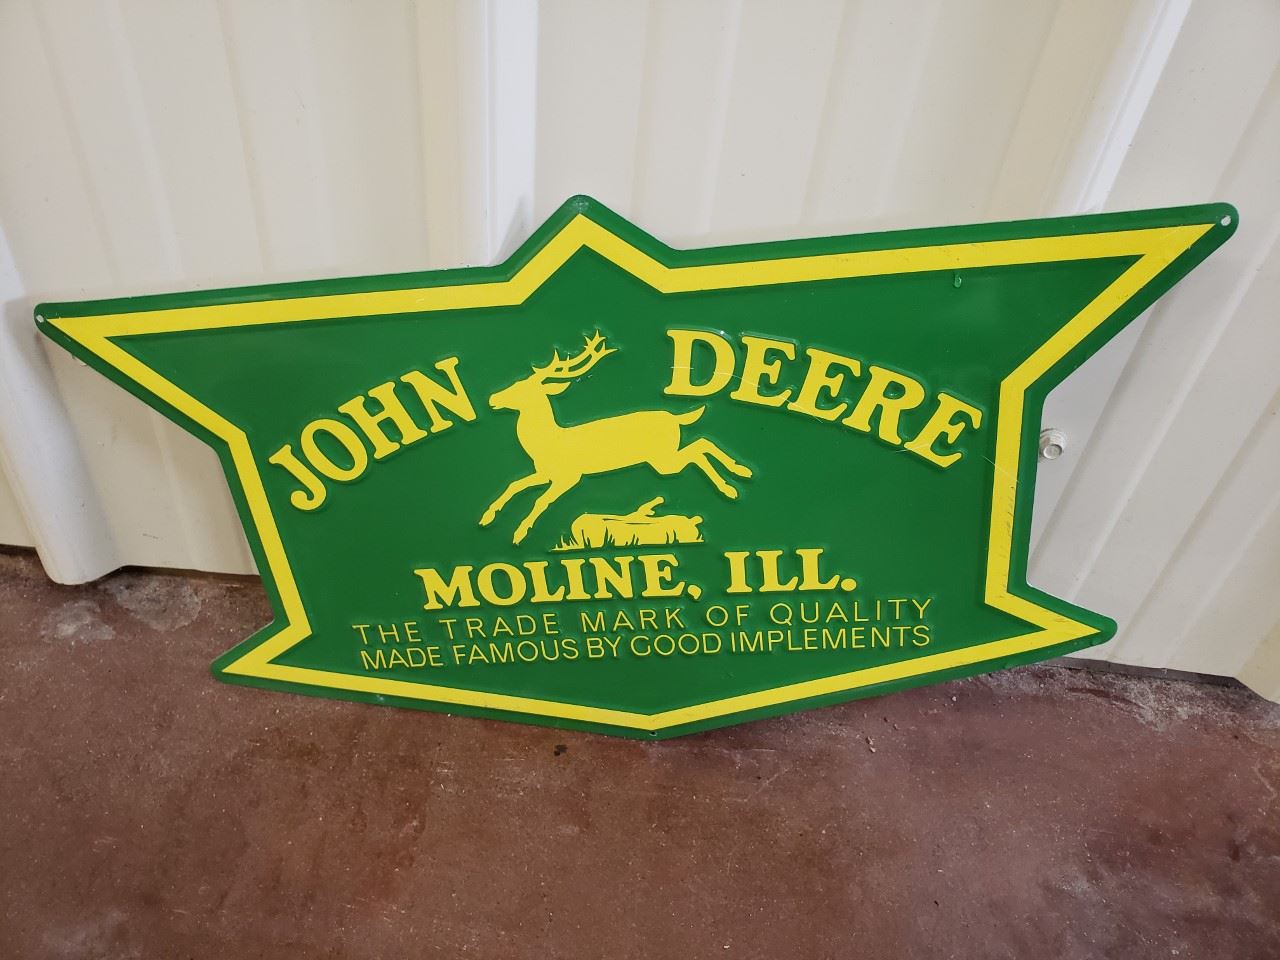 JOHN DEERE
MOLINE, ILL.
THE TRADE MARK OF QUALITY
MADE FAMOUS BY GOOD IMPLEMENTS